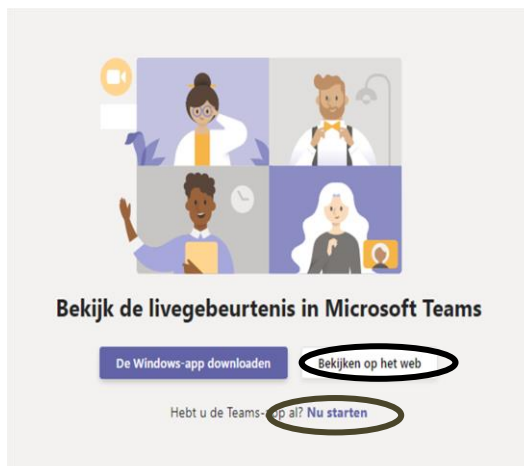 Bekijk de livegebeurtenis in Microsoft Teams
De Windows-app downloaden
Bekijken op het web
Hebt u de Teams-app al? Nu starten